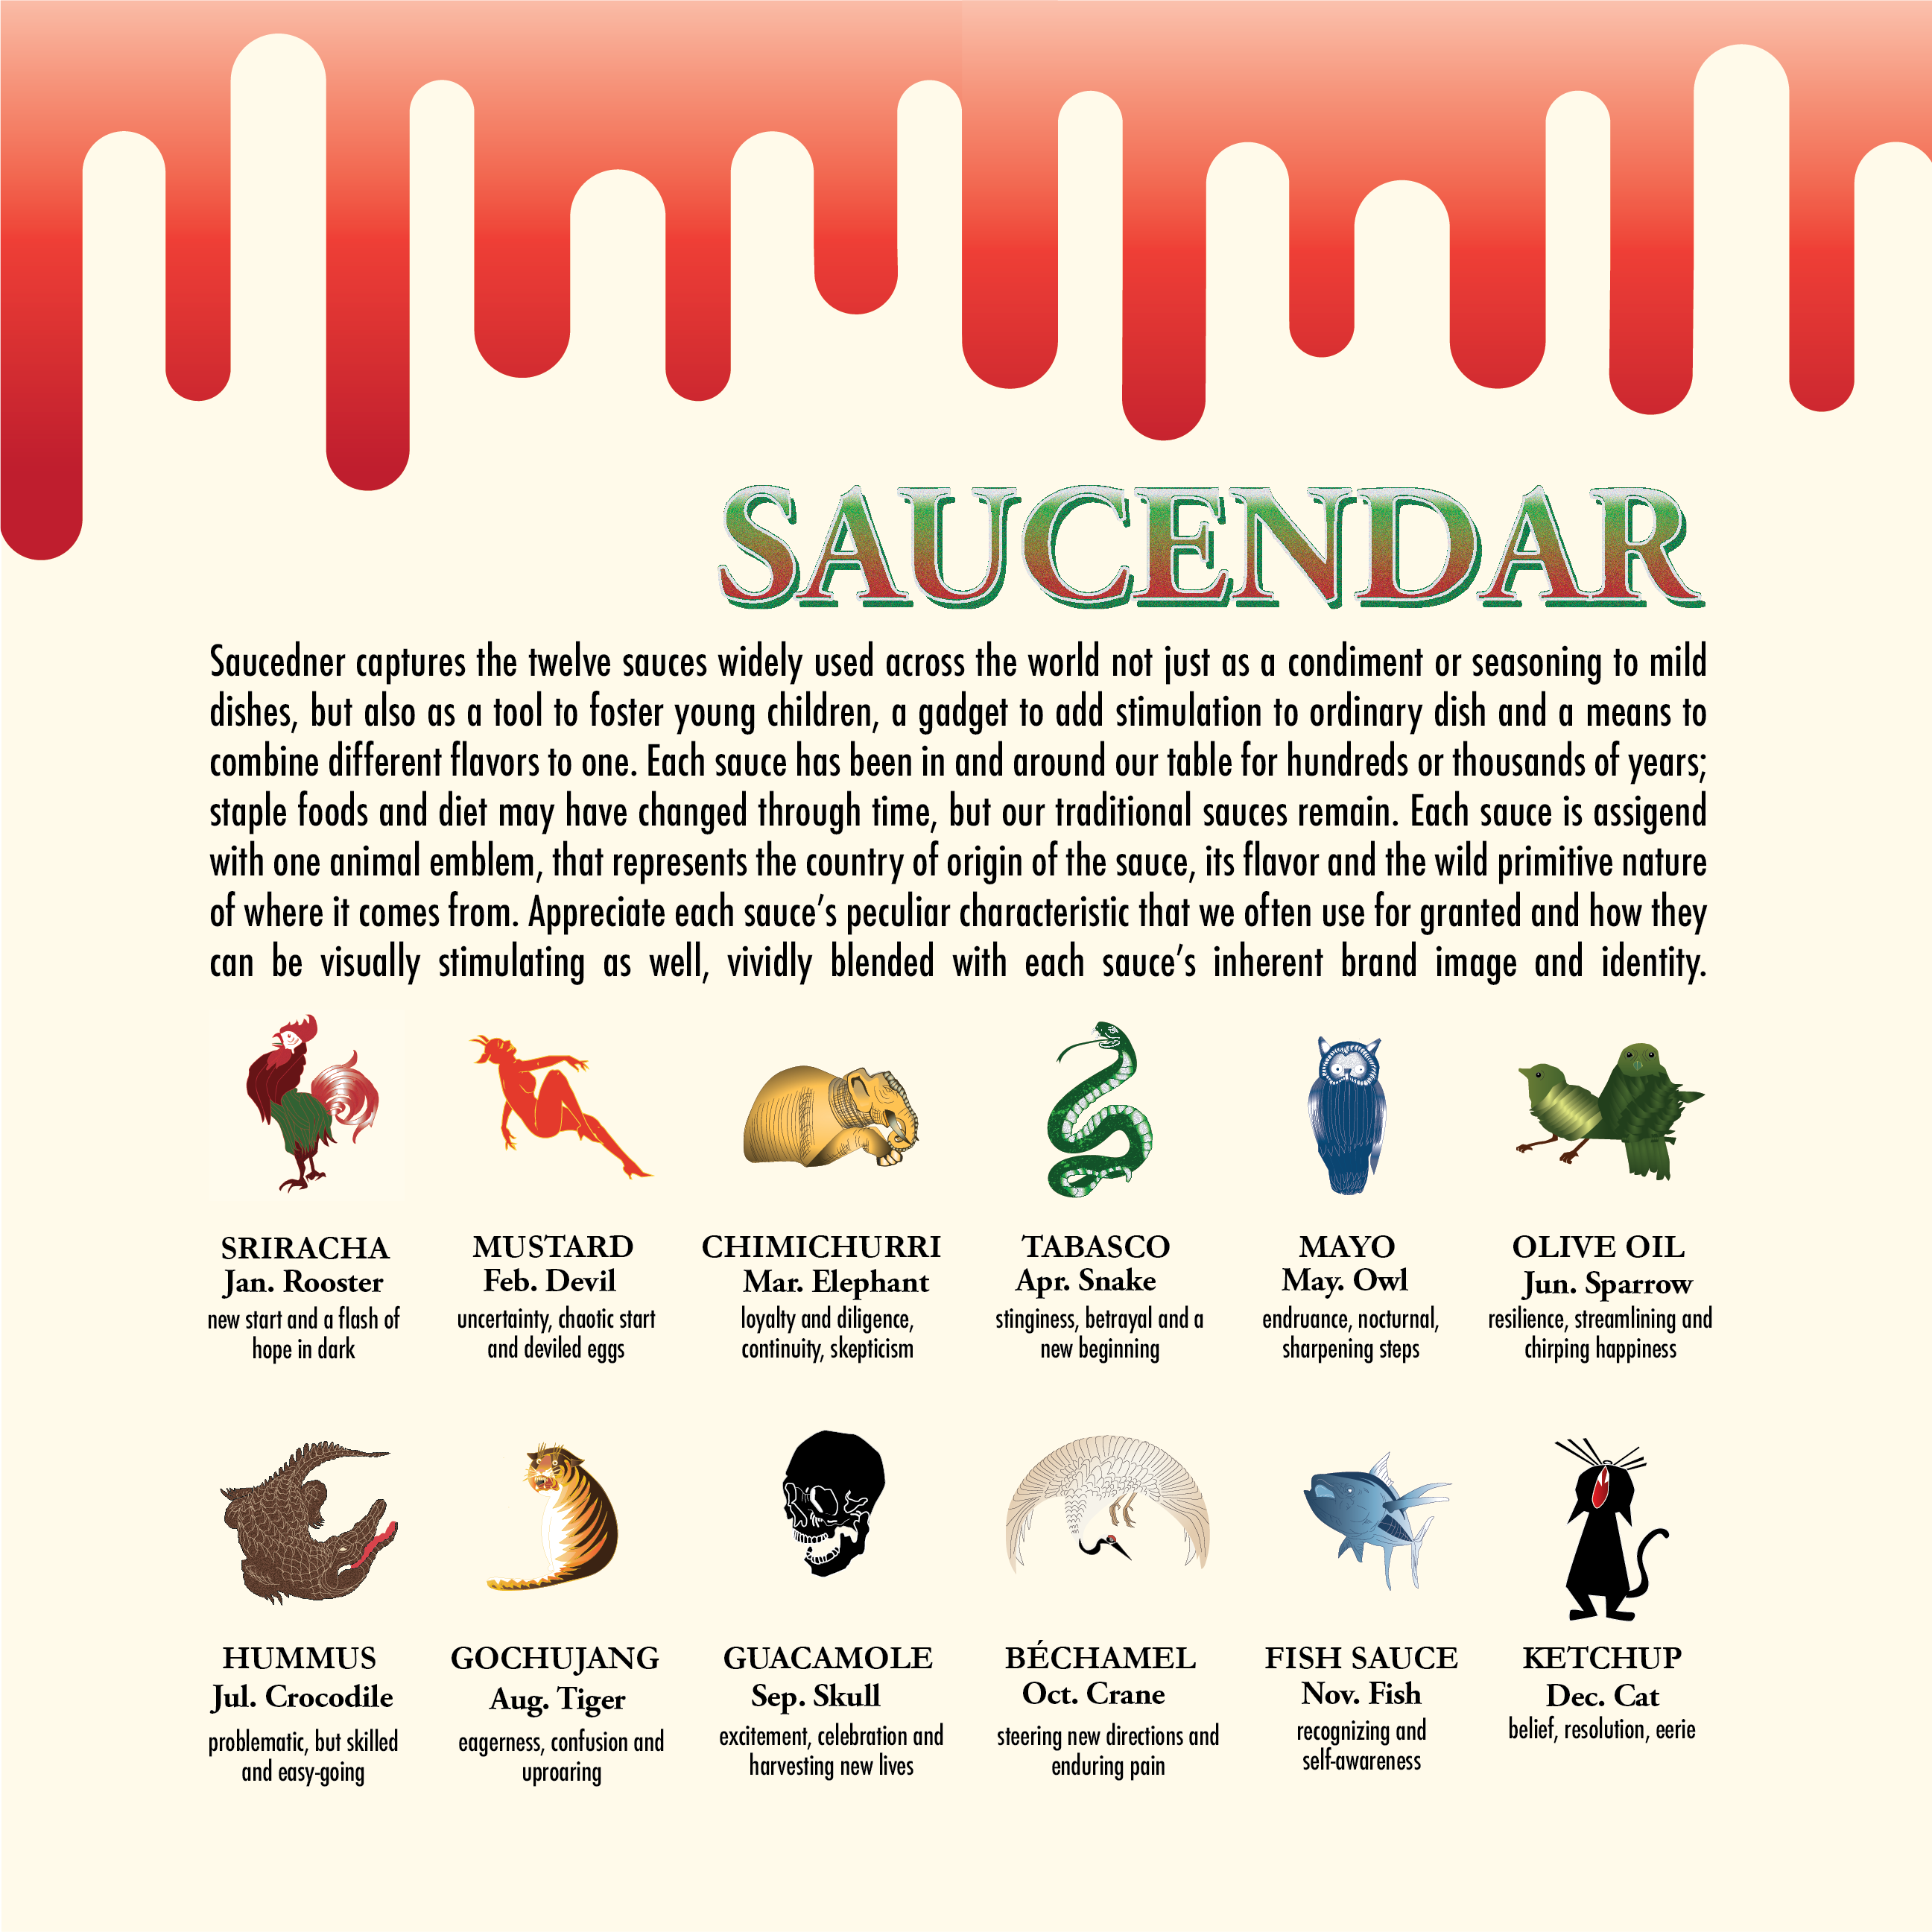 SAUCENDAR
Saucedner captures the twelve sauces widely used across the world not just as a condiment or seasoning to mild
dishes, but also as a tool to foster young children, a gadget to add stimulation to ordinary dish and a means to
combine different flavors to one. Each sauce has been in and around our table for hundreds or thousands of years;
staple foods and diet may have changed through time, but our traditional sauces remain. Each sauce is assigend
with one animal emblem, that represents the country of origin of the sauce, its flavor and the wild primitive nature
of where it comes from. Appreciate each sauce’s peculiar characteristic that we often use for granted and how they
can be visually stimulating as well, vividly blended with each sauce’s inherent brand image and identity.
SRIRACHA
Jan. Rooster
new start and a flash of
hope in dark
MUSTARD
Feb. Devil
uncertainty, chaotic start
and deviled eggs
CHIMICHURRI
Mar. Elephant
loyalty and diligence,
continuity, skepticism
TABASCO
Apr. Snake
stinginess, betrayal and a
new beginning
MAYO
May. Owl
endruance, nocturnal,
sharpening steps
OLIVE OIL
Jun. Sparrow
resilience, streamlining and
chirping happiness
HUMMUS
Jul. Crocodile
problematic, but skilled
and easy-going
GOCHUJANG
Aug. Tiger
eagerness, confusion and
uproaring
GUACAMOLE
Sep. Skull
excitement, celebration and
harvesting new lives
BÉCHAMEL
Oct. Crane
steering new directions and
enduring pain
FISH SAUCE
Nov. Fish
recognizing and
self-awareness
KETCHUP
Dec. Cat
belief, resolution, eerie